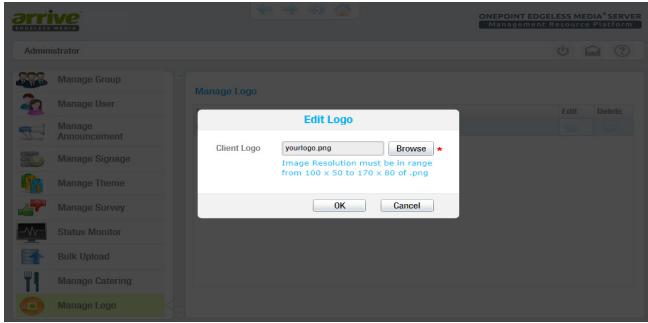 arrive
EDGELESS MEDIA
ONEPOINT EDGELESS MEDIA® SERVER
Management Resource Platform
Administrator
Manage Group
Manage User
Manage
Announcement
Manage Signage
Manage Theme
Manage Survey
Status Monitor
Bulk Upload
Manage Catering
Manage Logo
Manage Logo
Edit Delete
Edit Logo
Client Logo yourlogo.png Browse *
Image Resolution must be in range
from 100 x 50 to 170 x 80 of .png
OK Cancel